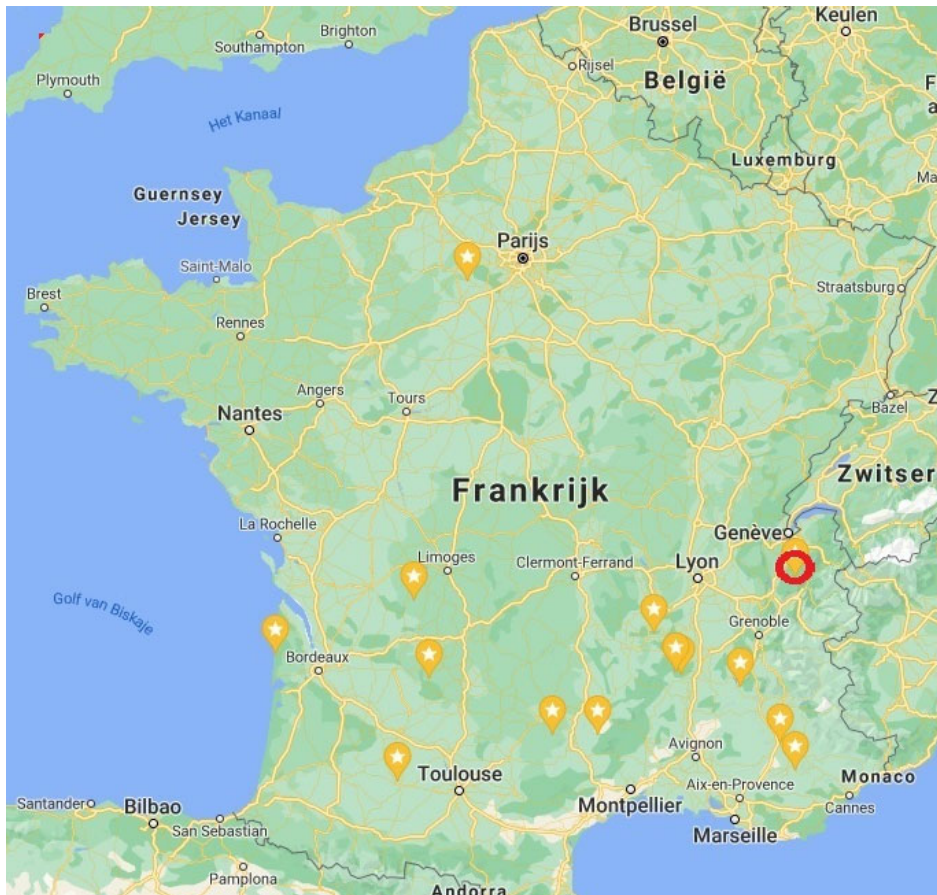 Brussel
Keulen
Brighton
Southampton
Rijsel
Plymouth
België
F
a
Het Kanaal
Luxemburg
Ma
Guernsey
Jersey
Parijs
Saint-Malo
Straatsburg
Brest
Rennes
Angers
Tours
Bazel
Z
Nantes
Zwitser
Frankrijk
La Rochelle
Genève
Limoges
Clermont-Ferrand
Lyon
Golf van Biskaje
Grenoble
Bordeaux
Avignon
Toulouse
Monaco
Aix-en-Provence
Santander
Bilbao
Montpellier
Cannes
San Sebastian
Marseille
Pamplona
Andorra